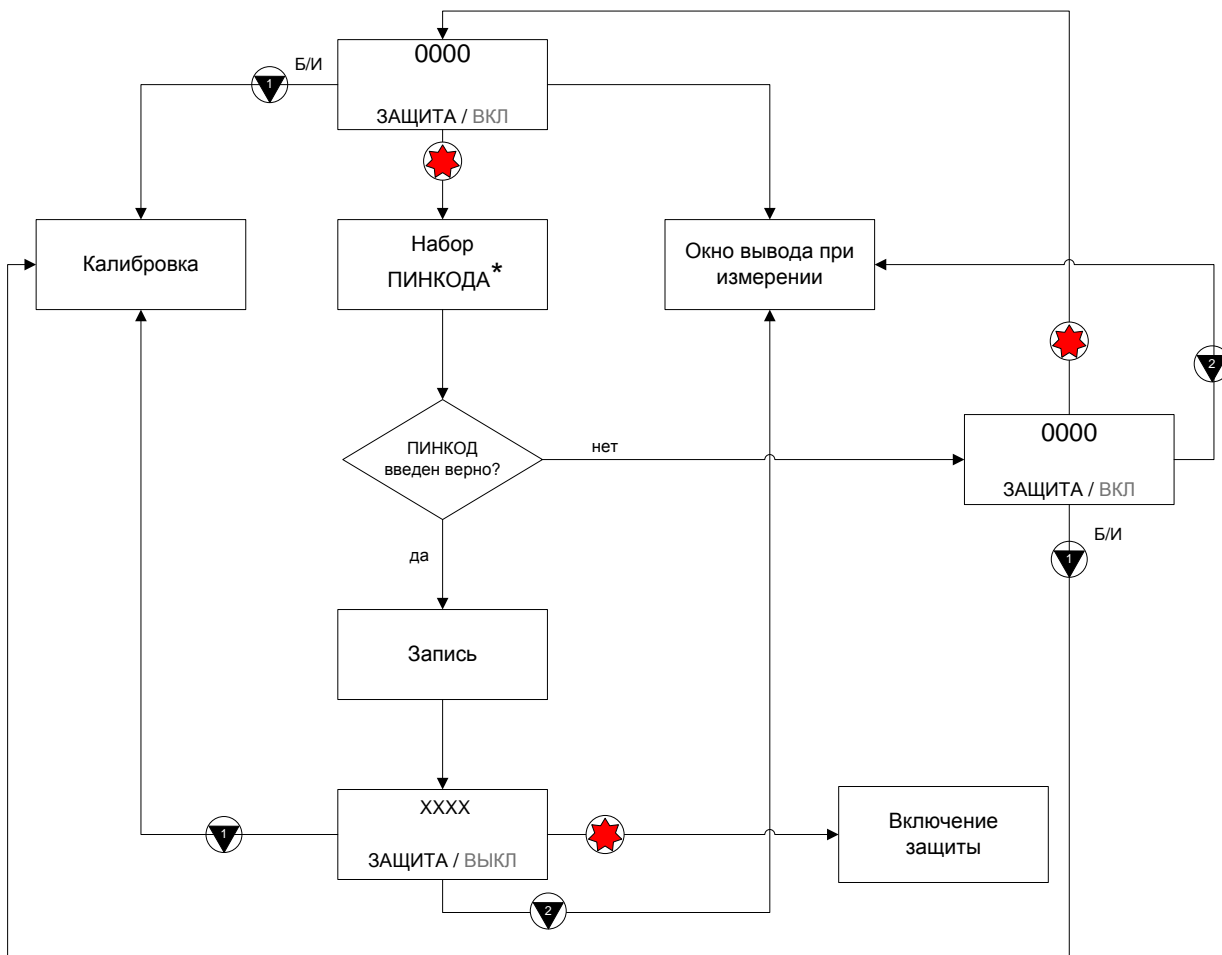 0000
Б/И
1
ЗАЩИТА / ВКЛ
Калибровка
Набор
ПИНКОДА*
Окно вывода при
измерении
2
0000
ПИНКОД
введен верно?
нет
ЗАЩИТА / ВКЛ
Б/И
1
да
Запись
XXXX
1
ЗАЩИТА / ВЫКЛ
Включение
защиты
2